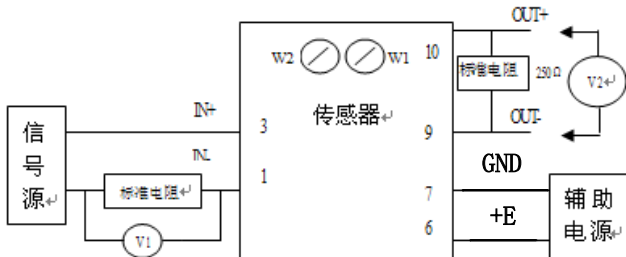 OUT+
W2 W1
10
标准电阻 250Ω
V2
信号源
IN+
3
传感器
9
OUT-
IN-
1
标准电阻
V1
GND
7
+E
6
辅助电源